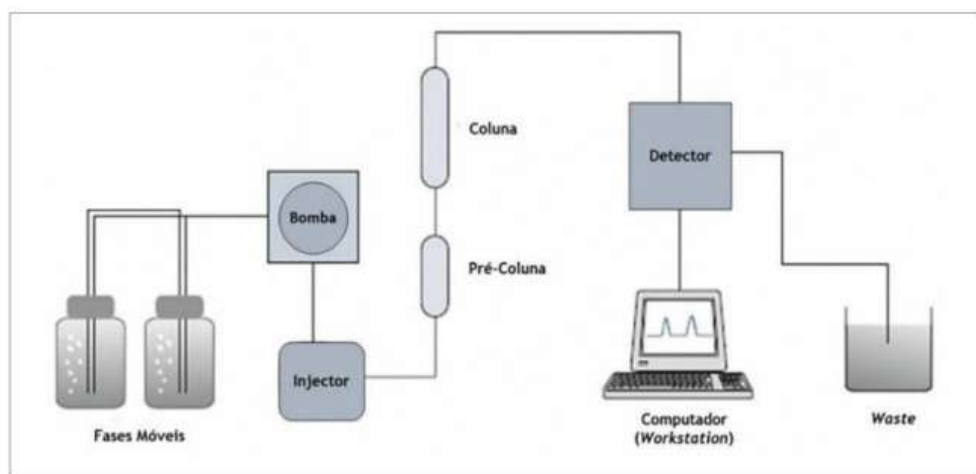 Coluna
Detector
Bomba
Pré-Coluna
Injector
Fases Móveis
Computador
(Workstation)
Waste